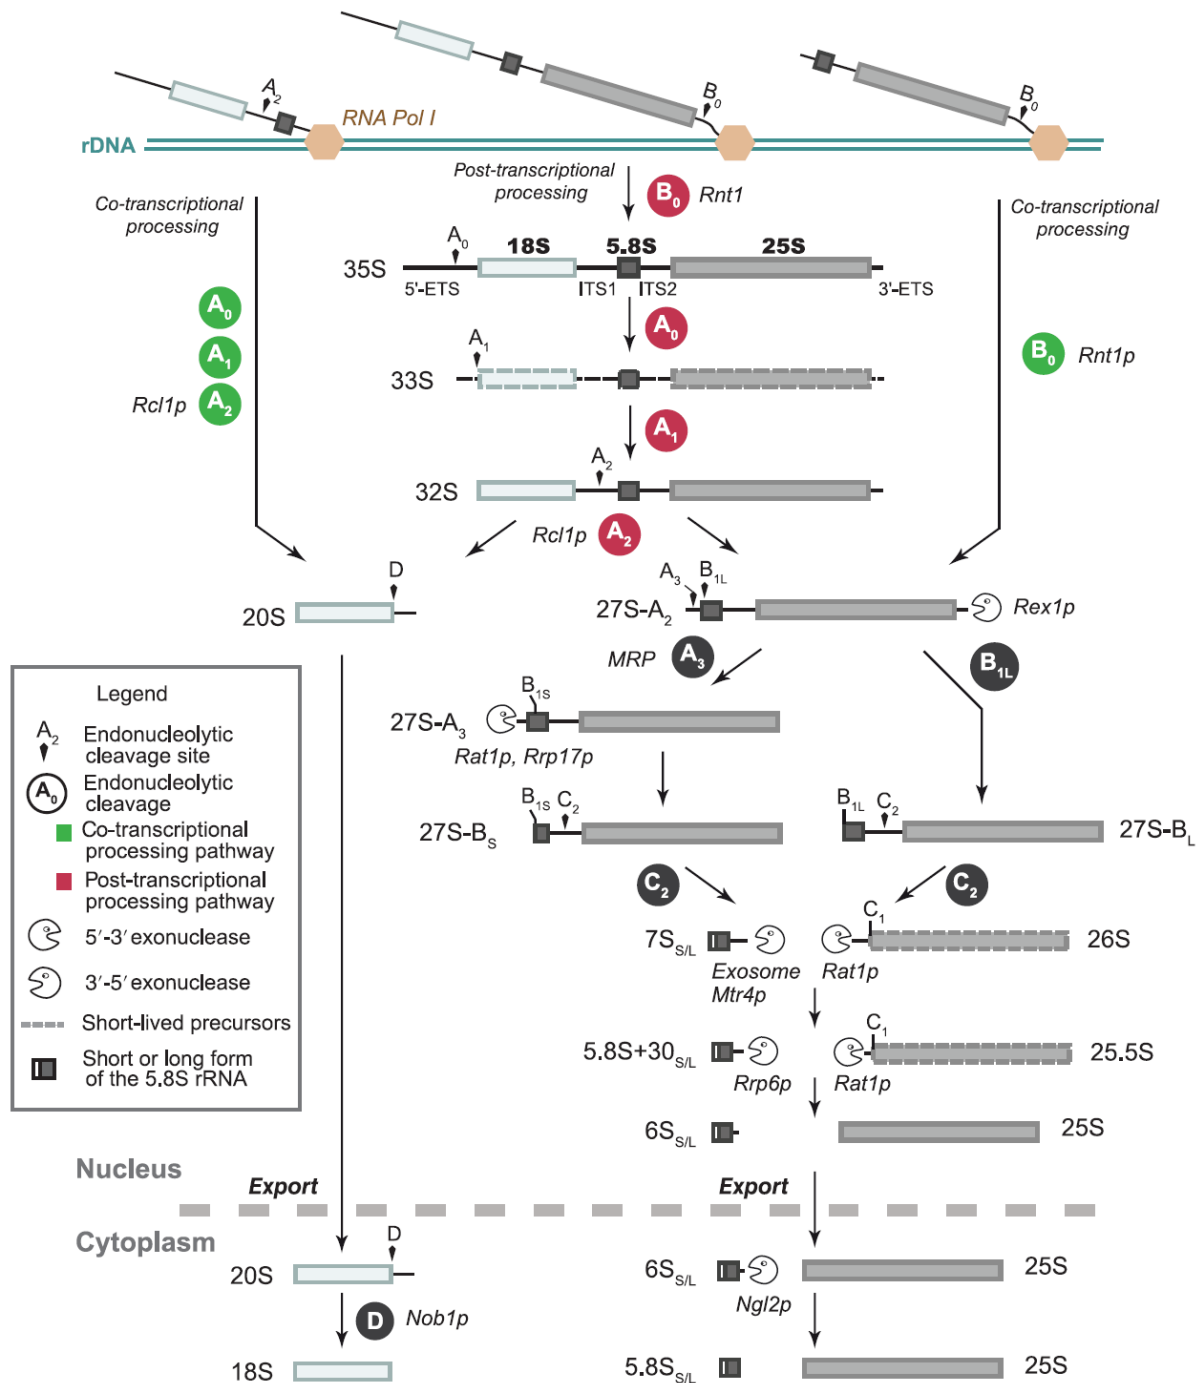 A2
B0
B0
RNA Pol I
rDNA
Post-transcriptional
processing
B0 Rnt1
Co-transcriptional
processing
Co-transcriptional
processing
A0
18S 5.8S 25S
35S
5'-ETS ITS1 ITS2 3'-ETS
A0
A0
A1
B0 Rnt1p
A1
33S
Rcl1p A2
A1
A2
32S
Rcl1p A2
D
A3 B1L
20S
27S-A2 Rex1p
MRP A3 B1L
Legend
A2 Endonucleolytic
cleavage site
A0 Endonucleolytic
cleavage
Co-transcriptional
processing pathway
Post-transcriptional
processing pathway
5′-3′ exonuclease
3′-5′ exonuclease
Short-lived precursors
Short or long form
of the 5.8S rRNA
B1S
27S-A3
Rat1p, Rrp17p
B1S C2 B1L C2
27S-BS 27S-BL
C2 C2
C1
7SS/L 26S
Exosome Rat1p
Mtr4p
C1
5.8S+30S/L 25.5S
Rrp6p Rat1p
6SS/L 25S
Nucleus
Export Export
Cytoplasm
D
20S 6SS/L 25S
Ngl2p
D Nob1p
18S 5.8SS/L 25S